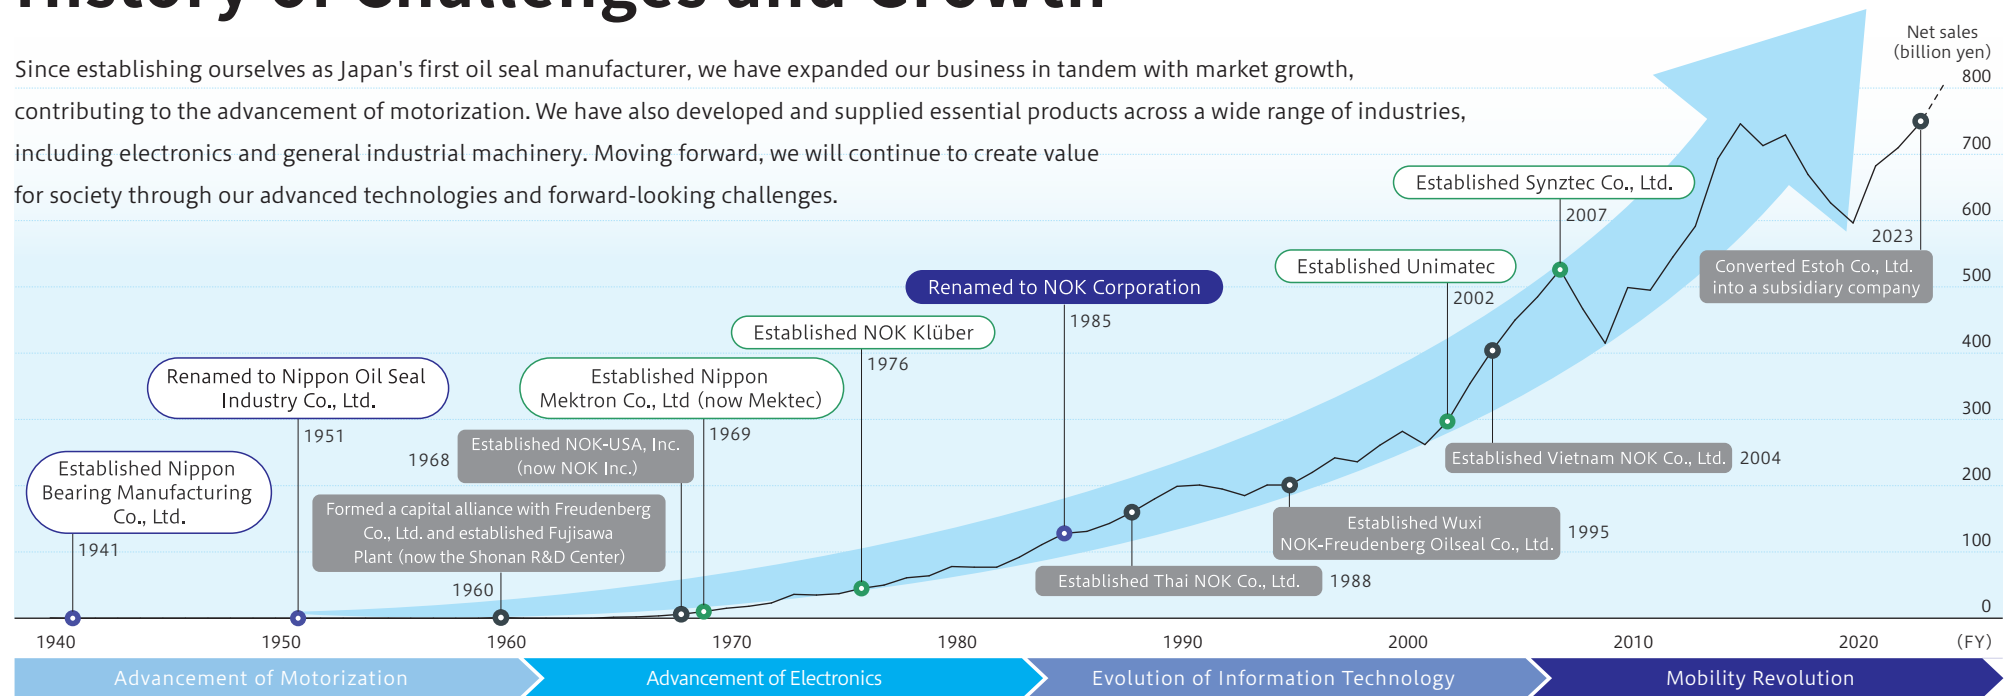 History of Challenges and Growth
Since establishing ourselves as Japan's first oil seal manufacturer, we have expanded our business in tandem with market growth,
contributing to the advancement of motorization. We have also developed and supplied essential products across a wide range of industries,
including electronics and general industrial machinery. Moving forward, we will continue to create value
for society through our advanced technologies and forward-looking challenges.
Net sales
(billion yen)
800
700
600
500
400
300
200
100
0
Established Nippon
Bearing Manufacturing
Co., Ltd.
1941
Renamed to Nippon Oil Seal
Industry Co., Ltd.
1951
Formed a capital alliance with Freudenberg
Co., Ltd. and established Fujisawa
Plant (now the Shonan R&D Center)
1960
1968
Established NOK-USA, Inc.
(now NOK Inc.)
Established Nippon
Mektron Co., Ltd (now Mektec)
1969
Established NOK Klüber
1976
Renamed to NOK Corporation
1985
Established Thai NOK Co., Ltd.
1988
Established Wuxi
NOK-Freudenberg Oilseal Co., Ltd.
1995
Established Unimatec
2002
Established Vietnam NOK Co., Ltd.
2004
Established Synztec Co., Ltd.
2007
2023
Converted Estoh Co., Ltd.
into a subsidiary company
1940
1950
1960
1970
1980
1990
2000
2010
2020
(FY)
Advancement of Motorization
Advancement of Electronics
Evolution of Information Technology
Mobility Revolution